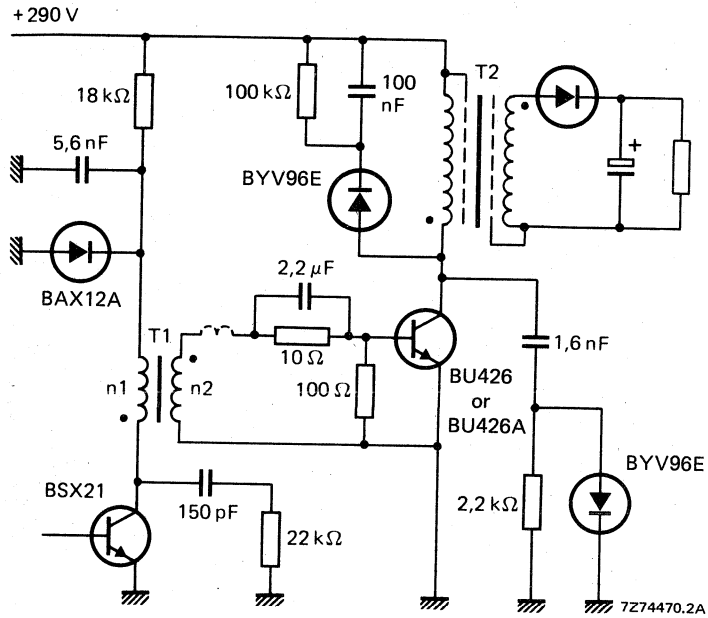 +290 V
18 kΩ
100 kΩ
100
nF
T2
5,6 nF
+
BYV96E
BAX12A
2,2 μF
T1
10 Ω
n1
n2
100 Ω
1,6 nF
BU426
or
BU426A
BSX21
150 pF
22 kΩ
2,2 kΩ
BYV96E
7Z74470.2A